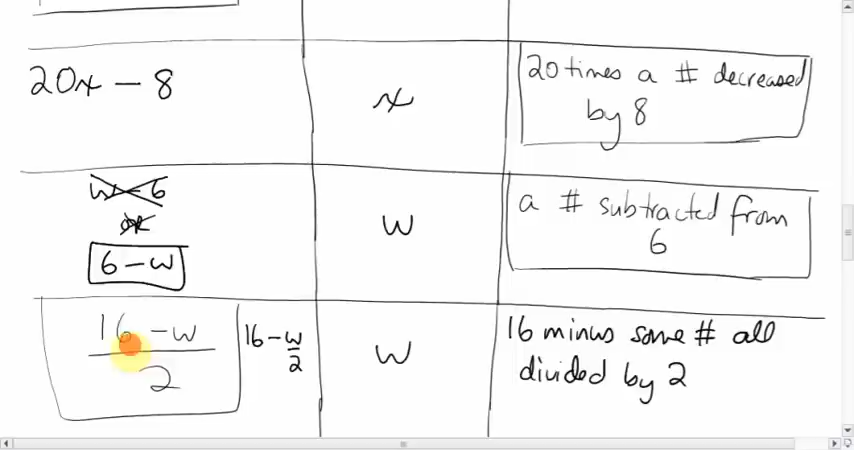 20x - 8
x
20 times a # decreased
by 8
w - 6
or
6 - w
w
a # subtracted from
6
16 - w
2
16 - w
2
w
16 minus some # all
divided by 2